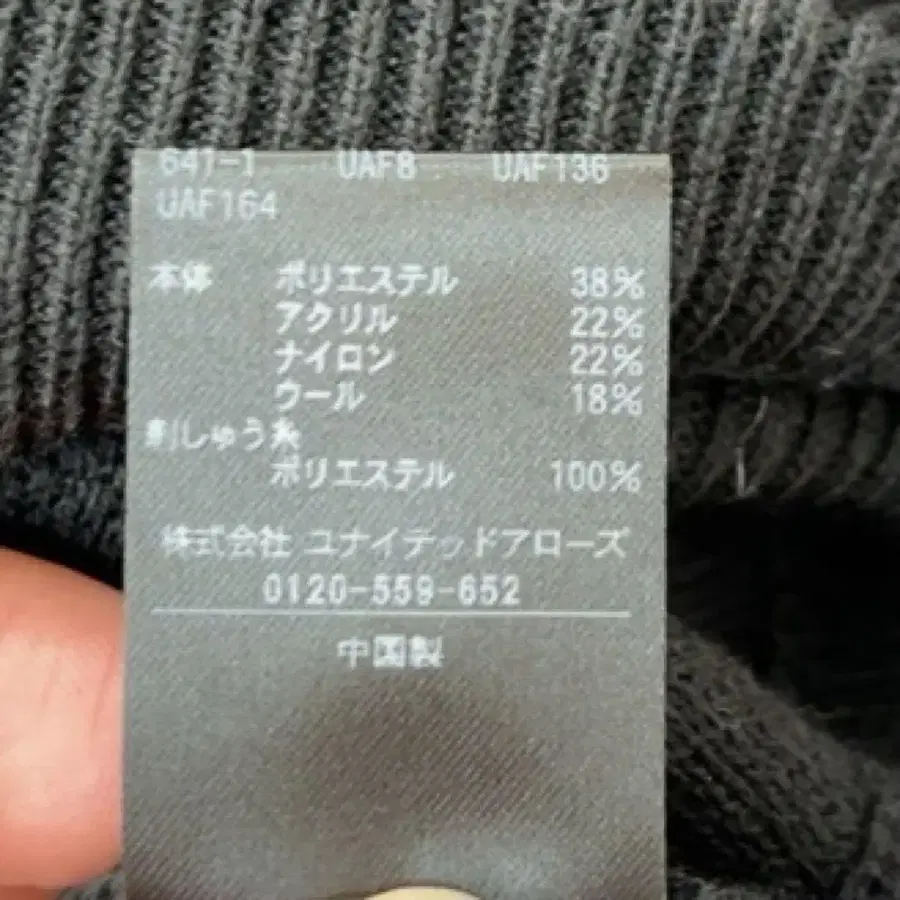 641-1 UAF8 UAF136
UAF164
本体 ポリエステル 38%
アクリル 22%
ナイロン 22%
ウール 18%
刺しゅう糸
ポリエステル 100%
株式会社 ユナイテッドアローズ
0120-559-652
中国製